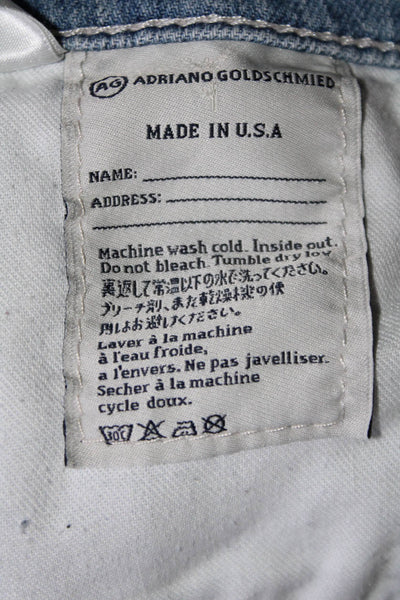 AG ADRIANO GOLDSCHMIED
MADE IN U.S.A
NAME:
ADDRESS:
Machine wash cold. Inside out.
Do not bleach. Tumble dry low
裏返して常温以下の水で洗ってください。
ブリーチ剤、また乾燥機の使
用はお避けください。
Laver à la machine
à l'eau froide,
a l'envers. Ne pas javelliser.
Secher à la machine
cycle doux.
30°C